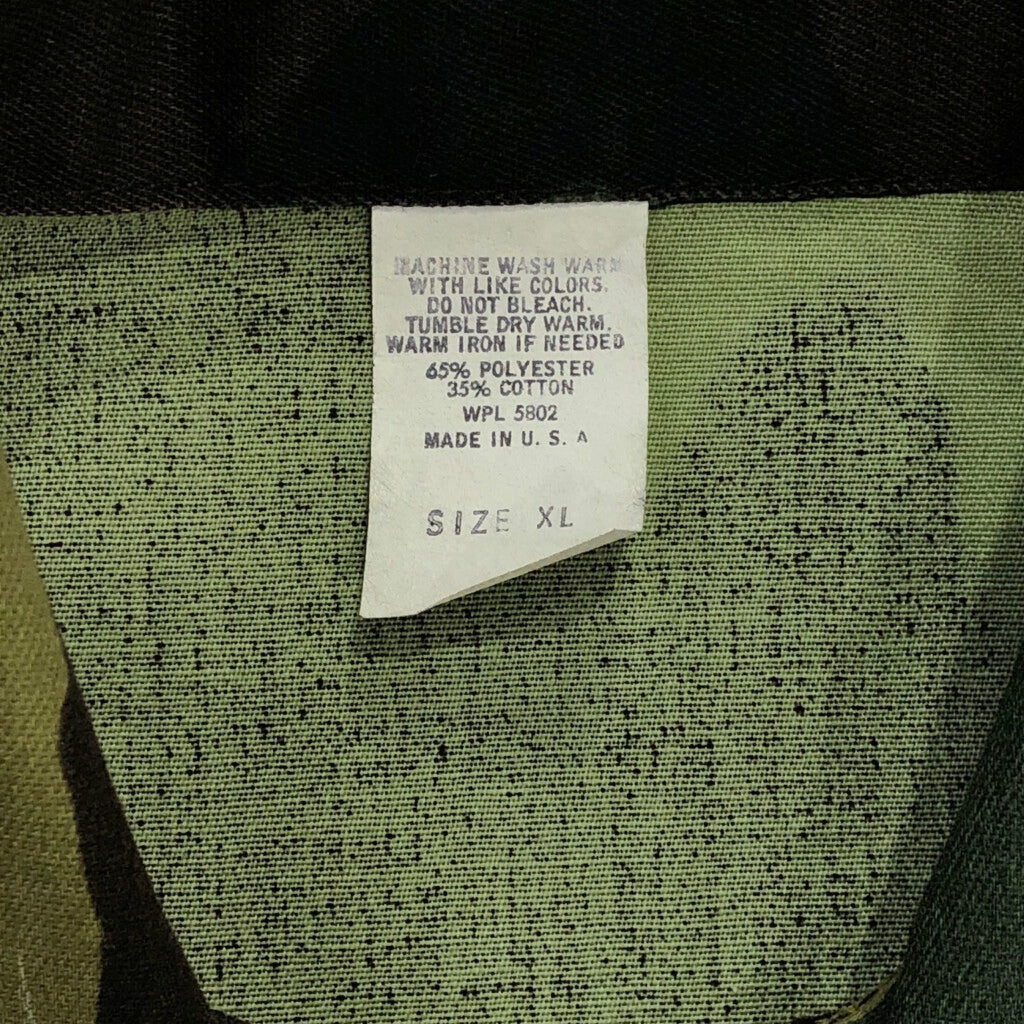 MACHINE WASH WARM
WITH LIKE COLORS.
DO NOT BLEACH.
TUMBLE DRY WARM.
WARM IRON IF NEEDED
65% POLYESTER
35% COTTON
WPL 5802
MADE IN U. S. A
SIZE XL